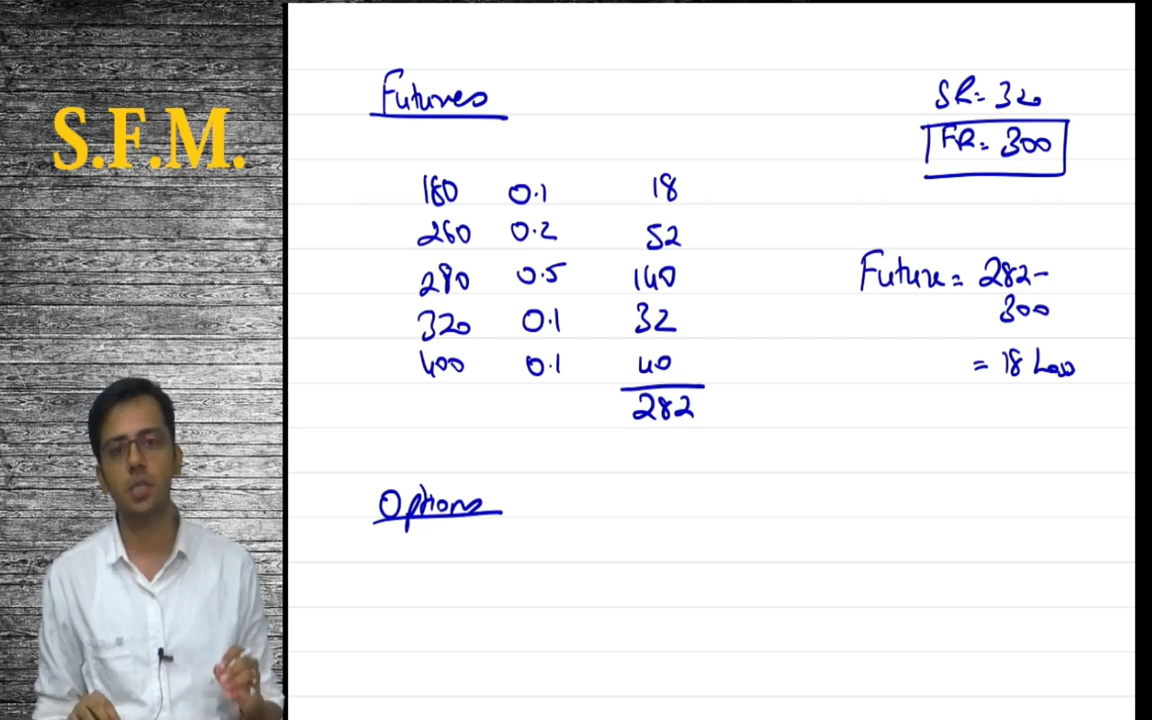 S.F.M.
Futures
SR = 320
FR = 300
180 0.1 18
260 0.2 52
280 0.5 140
320 0.1 32
400 0.1 40
282
Future = 282-
300
= 18 Loss
Options